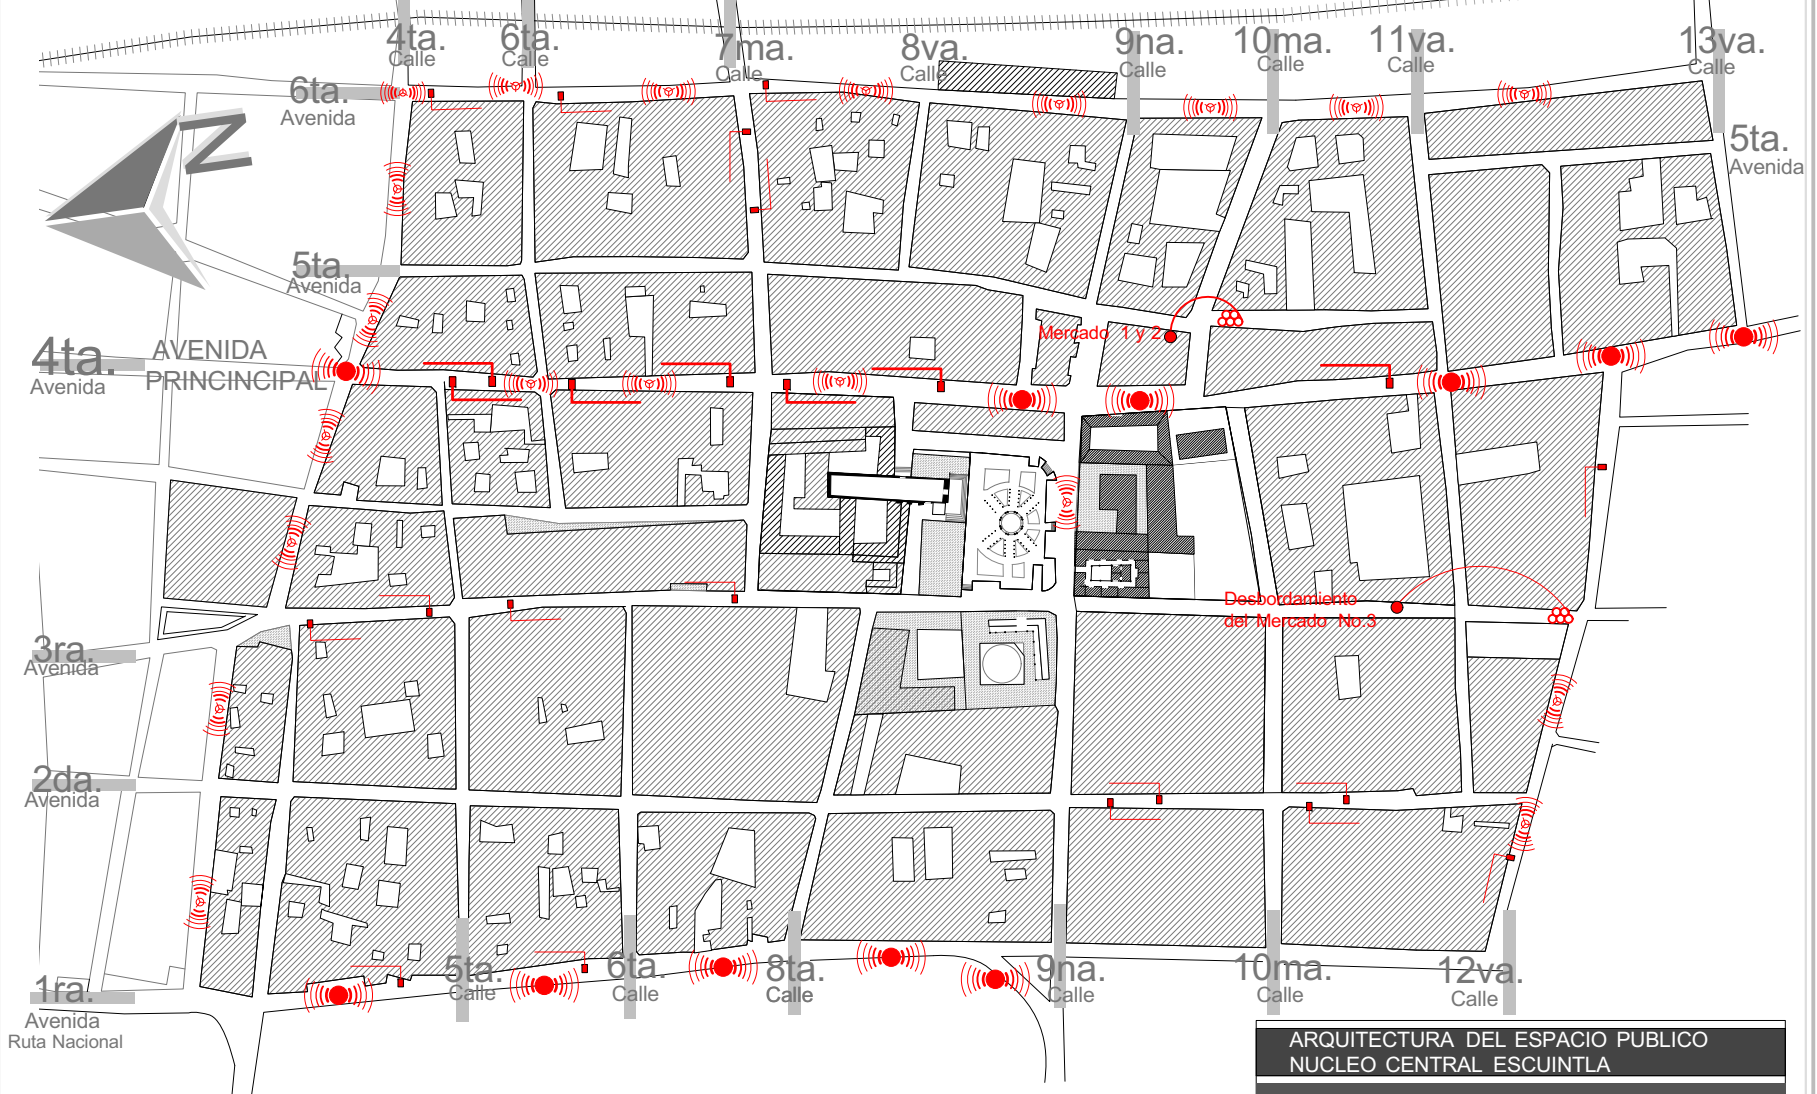 4ta.
Calle
6ta.
Calle
7ma.
Calle
8va.
Calle
9na.
Calle
10ma.
Calle
11va.
Calle
13va.
Calle
6ta.
Avenida
N
5ta.
Avenida
5ta.
Avenida
4ta.
Avenida
AVENIDA
PRINCINCIPAL
Mercado 1 y 2
Desbordamiento
del Mercado No.3
3ra.
Avenida
2da.
Avenida
1ra.
Avenida
Ruta Nacional
5ta.
Calle
6ta.
Calle
8ta.
Calle
9na.
Calle
10ma.
Calle
12va.
Calle
ARQUITECTURA DEL ESPACIO PUBLICO
NUCLEO CENTRAL ESCUINTLA